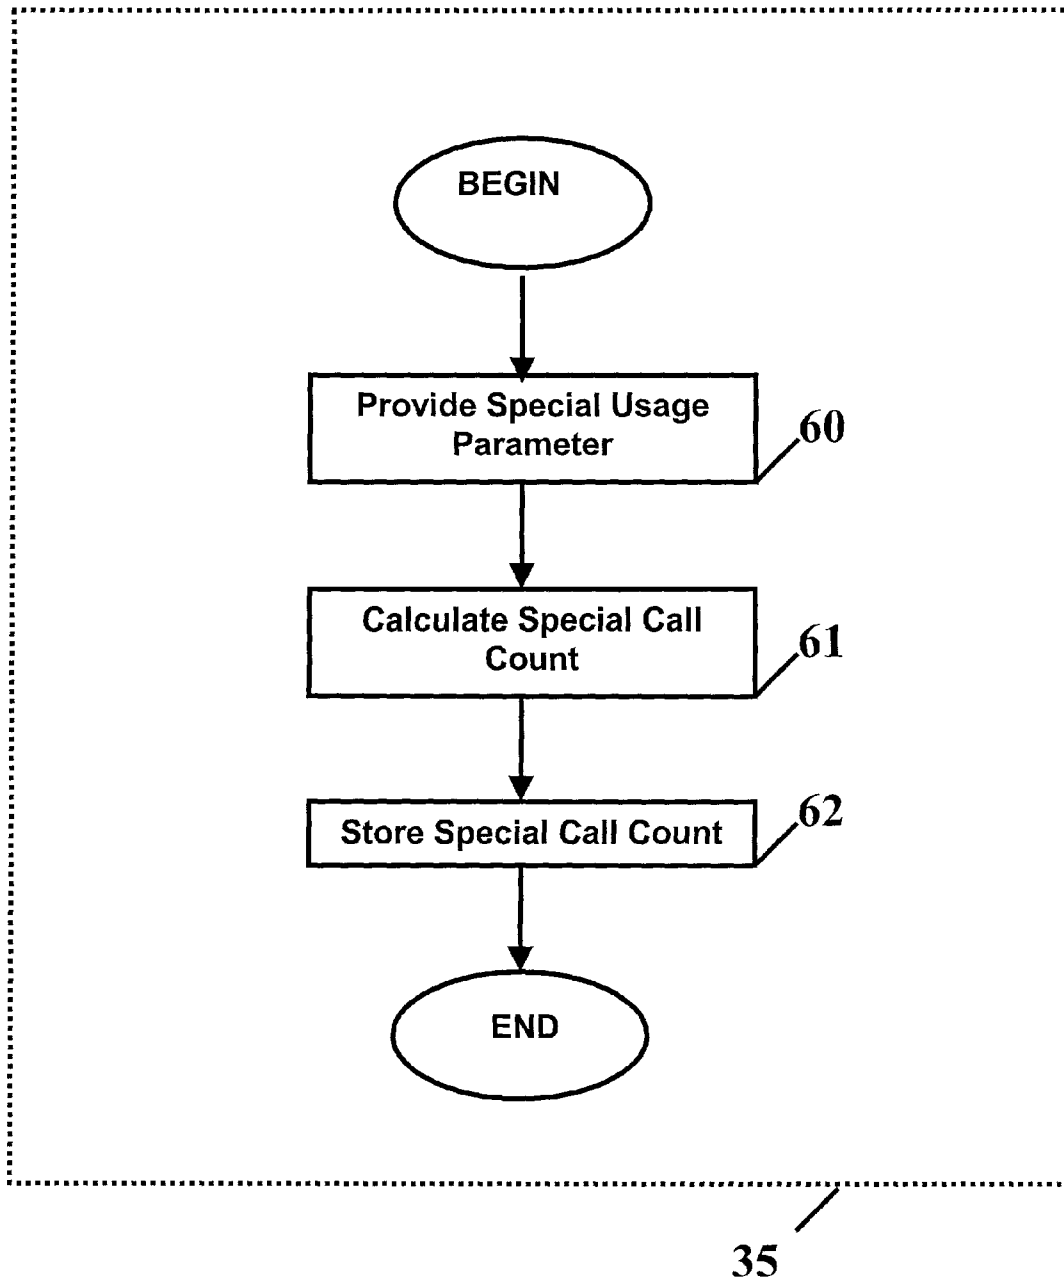 BEGIN
Provide Special Usage
Parameter
60
Calculate Special Call
Count
61
Store Special Call Count
62
END
35